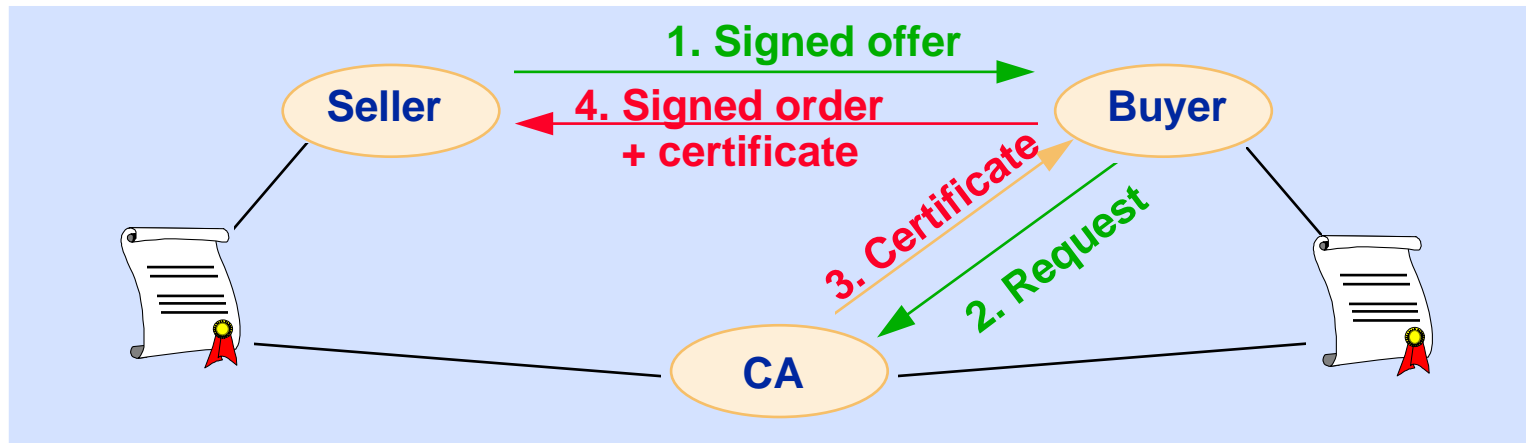 1. Signed offer
Seller
4. Signed order
+ certificate
Buyer
3. Certificate
2. Request
CA